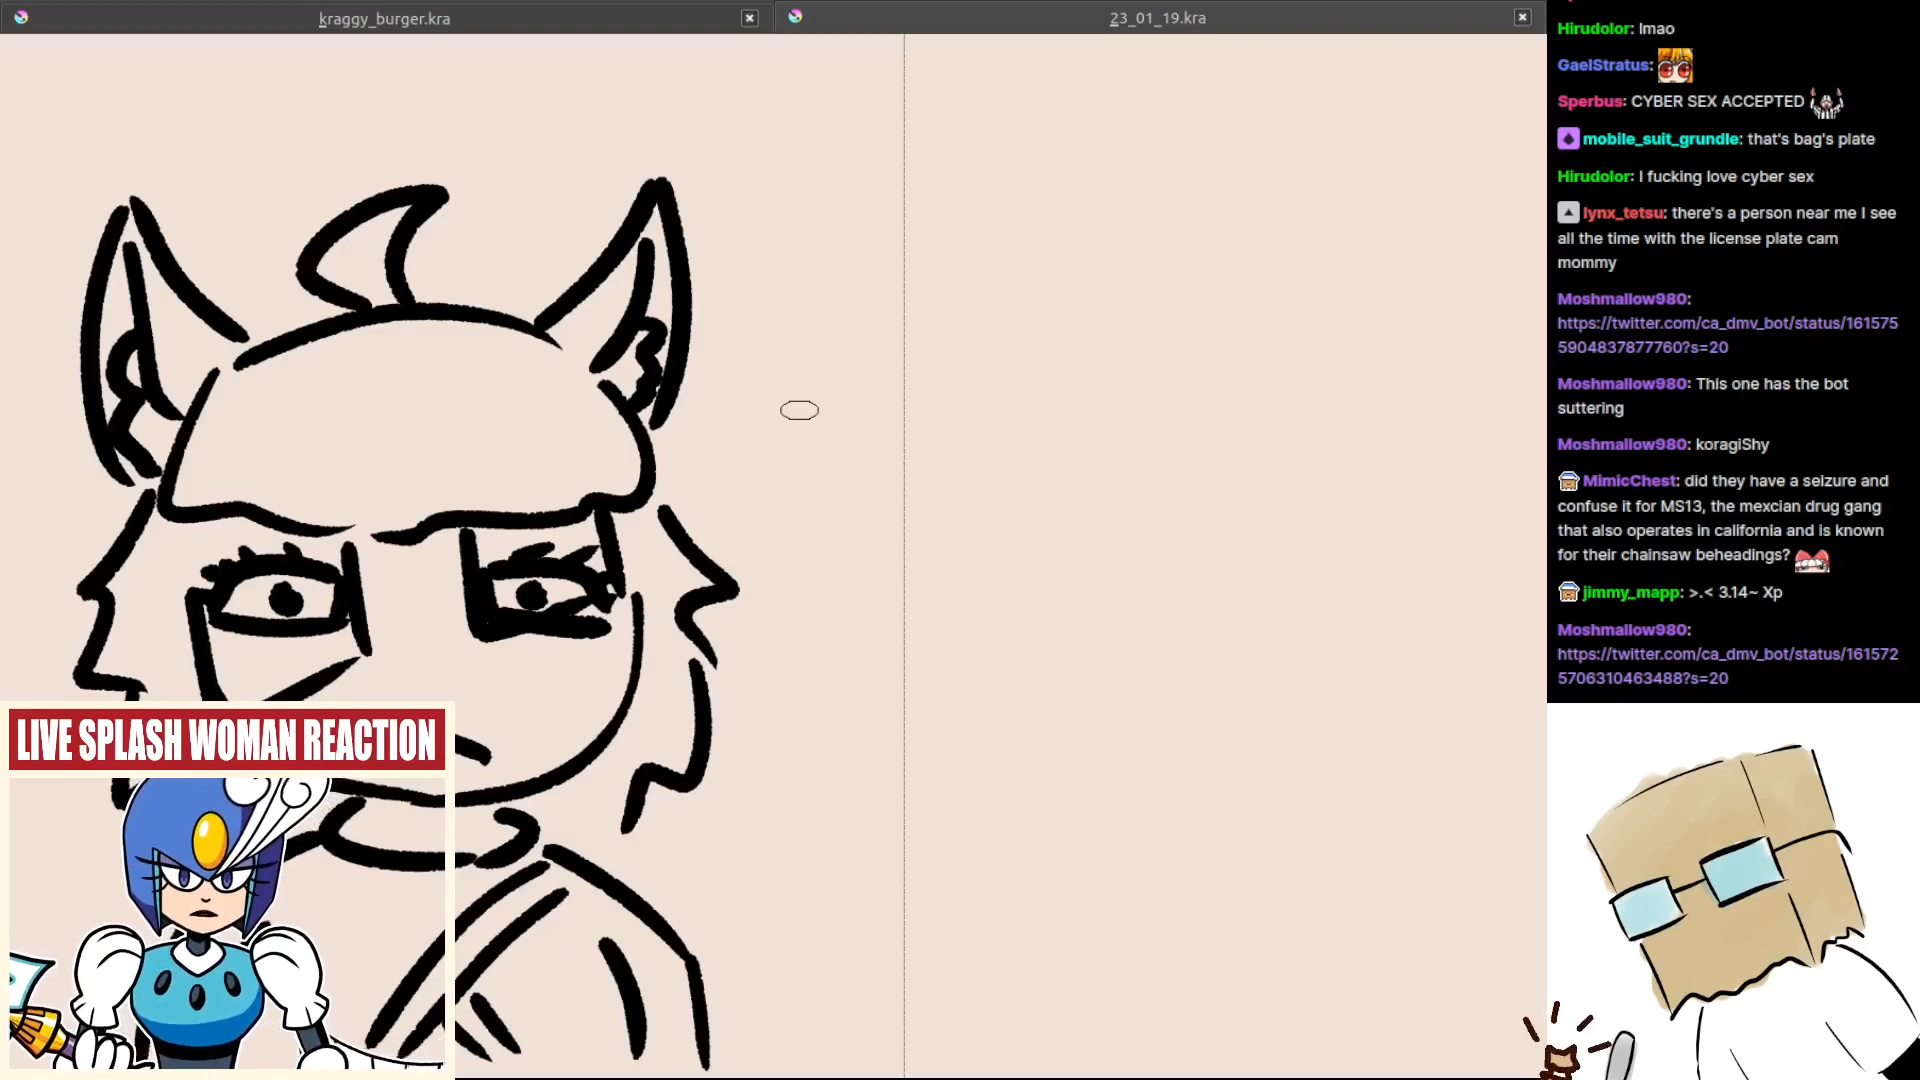 kraggy_burger.kra
23_01_19.kra
Hirudolor: lmao
GaelStratus:
Sperbus: CYBER SEX ACCEPTED
mobile_suit_grundle: that's bag's plate
Hirudolor: I fucking love cyber sex
lynx_tetsu: there's a person near me I see
all the time with the license plate cam
mommy
Moshmallow980:
https://twitter.com/ca_dmv_bot/status/161575
5904837877760?s=20
Moshmallow980: This one has the bot
suttering
Moshmallow980: koragiShy
MimicChest: did they have a seizure and
confuse it for MS13, the mexcian drug gang
that also operates in california and is known
for their chainsaw beheadings?
jimmy_mapp: >.< 3.14~ Xp
Moshmallow980:
https://twitter.com/ca_dmv_bot/status/161572
5706310463488?s=20
LIVE SPLASH WOMAN REACTION